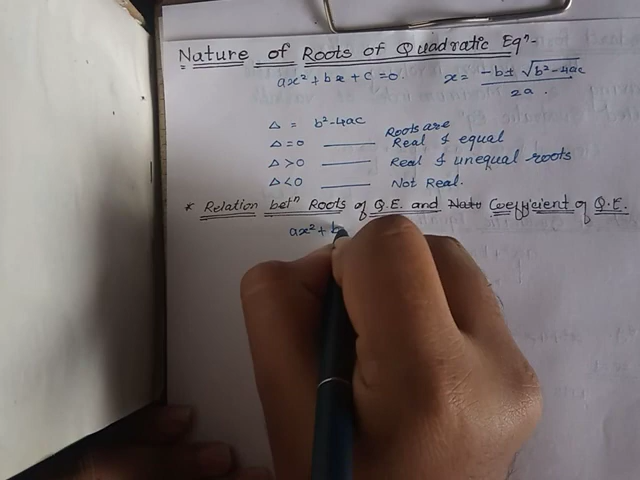 Nature of Roots of Quadratic Eqⁿ-
ax² + bx + c = 0. x = -b ± √b²-4ac / 2a
Δ = b²-4ac
Roots are
Δ = 0 —— Real & equal
Δ > 0 —— Real & unequal roots
Δ < 0 —— Not Real.
* Relation betⁿ Roots of Q.E. and Natu Coefficient of Q.E.
ax² + b